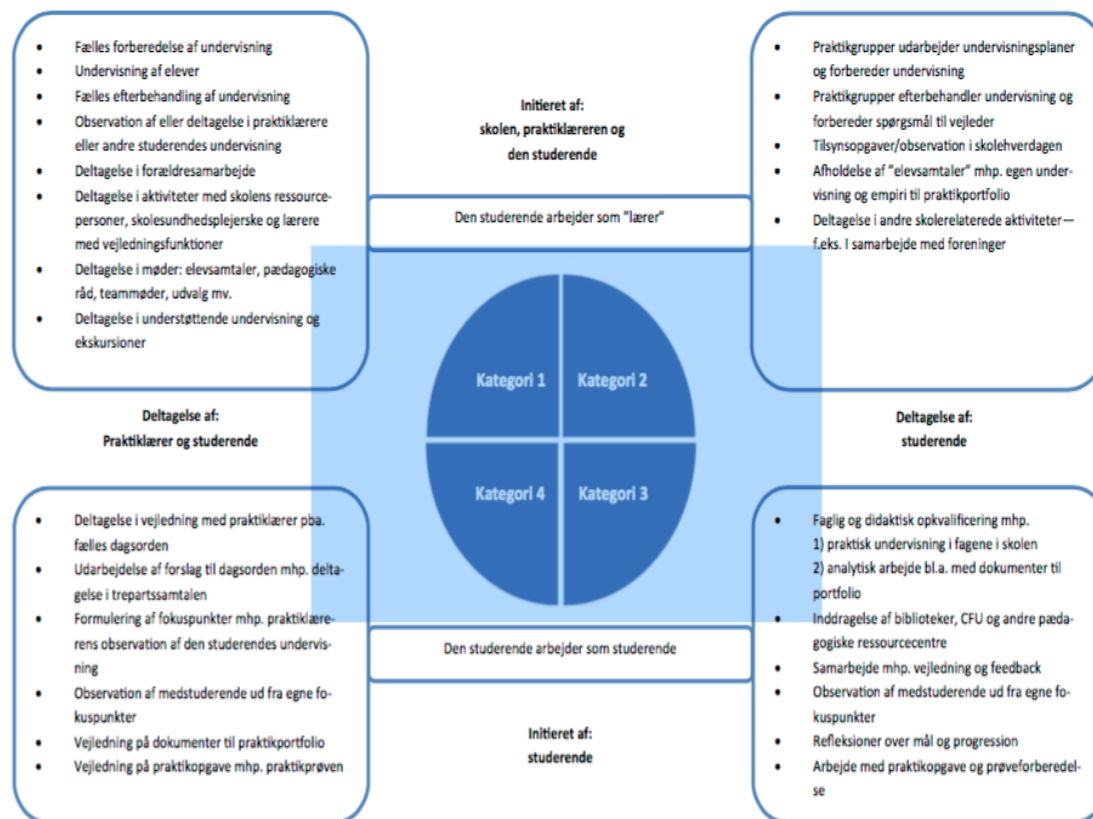 • Fælles forberedelse af undervisning
• Undervisning af elever
• Fælles efterbehandling af undervisning
• Observation af eller deltagelse i praktiklærere
eller andre studerendes undervisning
• Deltagelse i forældresamarbejde
• Deltagelse i aktiviteter med skolens ressource-
personer, skolesundhedsplejerske og lærere
med vejledningsfunktioner
• Deltagelse i møder: elevsamtaler, pædagogiske
råd, teammøder, udvalg mv.
• Deltagelse i understøttende undervisning og
ekskursioner
Initieret af:
skolen, praktiklæreren og
den studerende
Den studerende arbejder som "lærer"
• Praktikgrupper udarbejder undervisningsplaner
og forbereder undervisning
• Praktikgrupper efterbehandler undervisning og
forbereder spørgsmål til vejleder
• Tilsynsopgaver/observation i skolehverdagen
• Afholdelse af "elevsamtaler" mhp. egen under-
visning og empiri til praktikportfolio
• Deltagelse i andre skolerelaterede aktiviteter—
f.eks. I samarbejde med foreninger
Kategori 1
Kategori 2
Kategori 4
Kategori 3
Deltagelse af:
Praktiklærer og studerende
Deltagelse af:
studerende
• Deltagelse i vejledning med praktiklærer pba.
fælles dagsorden
• Udarbejdelse af forslag til dagsorden mhp. delta-
gelse i trepartssamtalen
• Formulering af fokuspunkter mhp. praktiklære-
rens observation af den studerendes undervis-
ning
• Observation af medstuderende ud fra egne fo-
kuspunkter
• Vejledning på dokumenter til praktikportfolio
• Vejledning på praktikopgave mhp. praktikprøven
Den studerende arbejder som studerende
Initieret af:
studerende
• Faglig og didaktisk opkvalificering mhp.
1) praktisk undervisning i fagene i skolen
2) analytisk arbejde bl.a. med dokumenter til
portfolio
• Inddragelse af biblioteker, CFU og andre pæda-
gogiske ressourcecentre
• Samarbejde mhp. vejledning og feedback
• Observation af medstuderende ud fra egne fo-
kuspunkter
• Refleksioner over mål og progression
• Arbejde med praktikopgave og prøveforberedel-
se